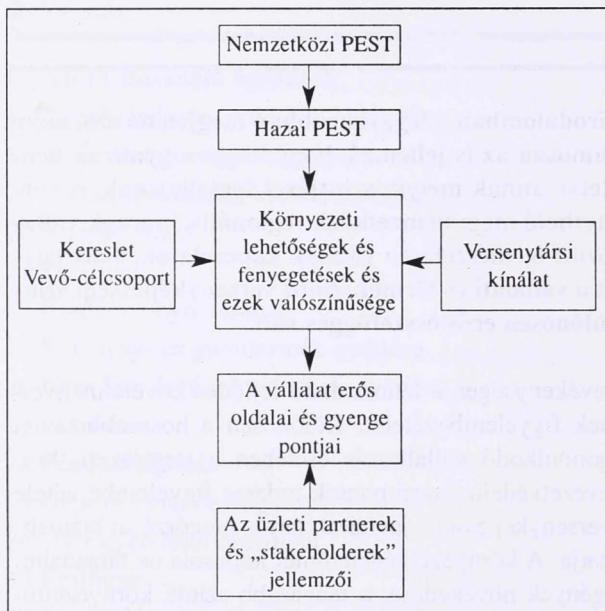 Nemzetközi PEST
Hazai PEST
Kereslet
Vevő-célcsoport
Környezeti
lehetőségek és
fenyegetések és
ezek valószínűsége
Versenytársi
kínálat
A vállalat erős
oldalai és gyenge
pontjai
Az üzleti partnerek
és „stakeholderek”
jellemzői